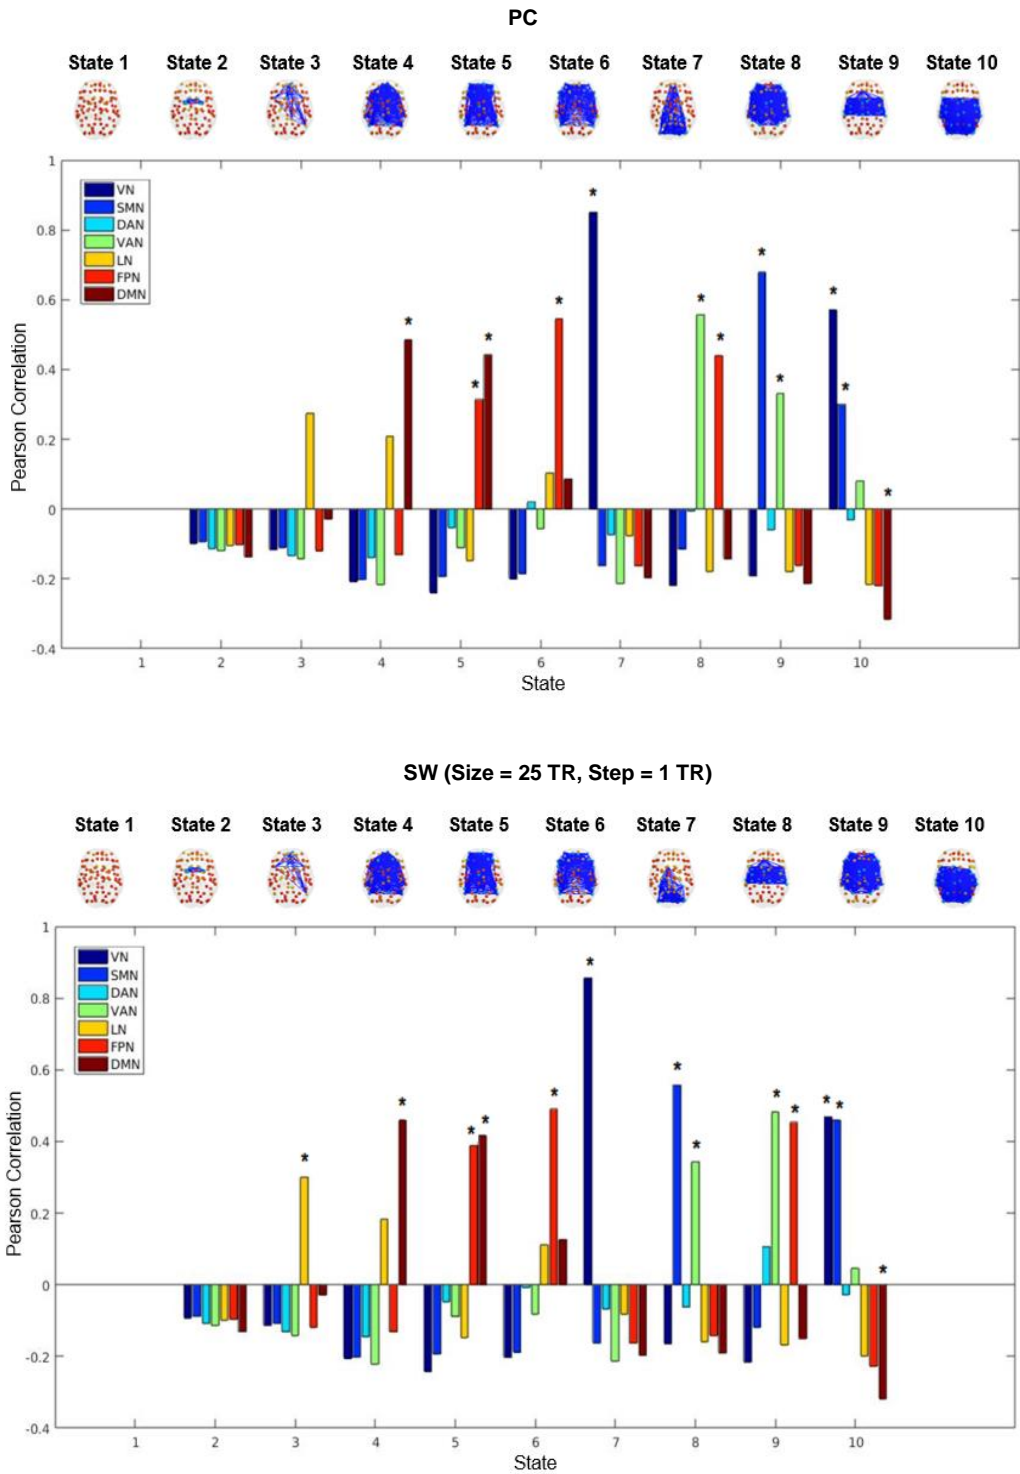 PC
State 1 State 2 State 3 State 4 State 5 State 6 State 7 State 8 State 9 State 10
1
0.8
0.6
0.4
0.2
0
-0.2
-0.4
Pearson Correlation
VN
SMN
DAN
VAN
LN
FPN
DMN
* * * * * * * * * * * * *
1 2 3 4 5 6 7 8 9 10
State
SW (Size = 25 TR, Step = 1 TR)
State 1 State 2 State 3 State 4 State 5 State 6 State 7 State 8 State 9 State 10
1
0.8
0.6
0.4
0.2
0
-0.2
-0.4
Pearson Correlation
VN
SMN
DAN
VAN
LN
FPN
DMN
* * * * * * * * * * * * *
1 2 3 4 5 6 7 8 9 10
State